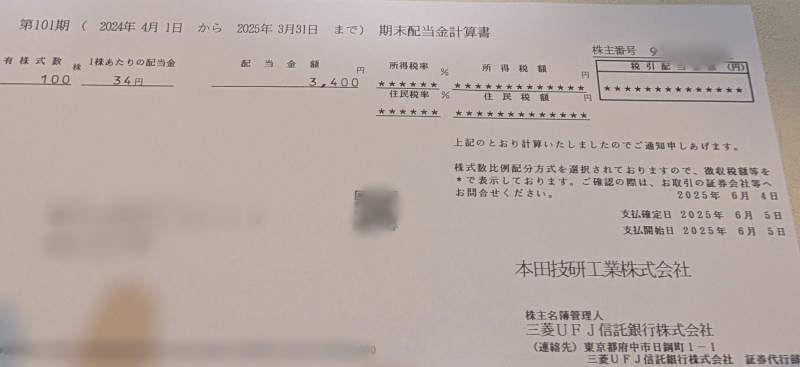 第101期 ( 2024年 4月 1日 から 2025年 3月31日 まで) 期末配当金計算書
株主番号 9
有株式数 株 1株あたりの配当金 配当金額 円 所得税率 % 所得税額 円 税引配当金額 (円)
100 34円 3,400 ****** ************* **************
住民税率 % 住民税額 円
****** *************
上記のとおり計算いたしましたのでご通知申しあげます。
株式数比例配分方式を選択されておりますので、徴収税額等を
*で表示しております。ご確認の際は、お取引の証券会社等へ
お問合せください。
2025年 6月 4日
支払確定日 2025年 6月 5日
支払開始日 2025年 6月 5日
本田技研工業株式会社
株主名簿管理人
三菱UFJ信託銀行株式会社
(連絡先) 東京都府中市日鋼町1-1
三菱UFJ信託銀行株式会社 証券代行部